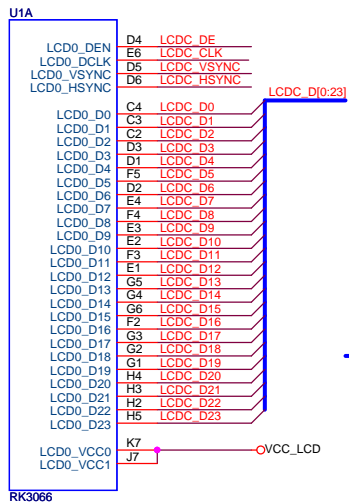 U1A
LCD0_DEN D4 LCDC_DE
LCD0_DCLK E6 LCDC_CLK
LCD0_VSYNC D5 LCDC_VSYNC
LCD0_HSYNC D6 LCDC_HSYNC
LCDC_D[0:23]
LCD0_D0 C4 LCDC_D0
LCD0_D1 C3 LCDC_D1
LCD0_D2 C2 LCDC_D2
LCD0_D3 D3 LCDC_D3
LCD0_D4 D1 LCDC_D4
LCD0_D5 F5 LCDC_D5
LCD0_D6 D2 LCDC_D6
LCD0_D7 E4 LCDC_D7
LCD0_D8 F4 LCDC_D8
LCD0_D9 E3 LCDC_D9
LCD0_D10 E2 LCDC_D10
LCD0_D11 F3 LCDC_D11
LCD0_D12 E1 LCDC_D12
LCD0_D13 G5 LCDC_D13
LCD0_D14 G4 LCDC_D14
LCD0_D15 G6 LCDC_D15
LCD0_D16 F2 LCDC_D16
LCD0_D17 G3 LCDC_D17
LCD0_D18 G2 LCDC_D18
LCD0_D19 G1 LCDC_D19
LCD0_D20 H4 LCDC_D20
LCD0_D21 H3 LCDC_D21
LCD0_D22 H2 LCDC_D22
LCD0_D23 H5 LCDC_D23
LCD0_VCC0 K7 VCC_LCD
LCD0_VCC1 J7
RK3066